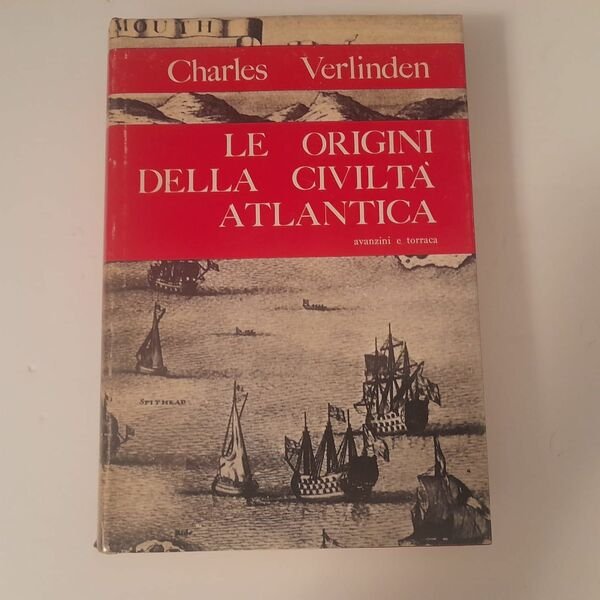 MOUTH
Charles Verlinden
LE ORIGINI
DELLA CIVILTÀ
ATLANTICA
avanzini e torraca
SPITHEAD